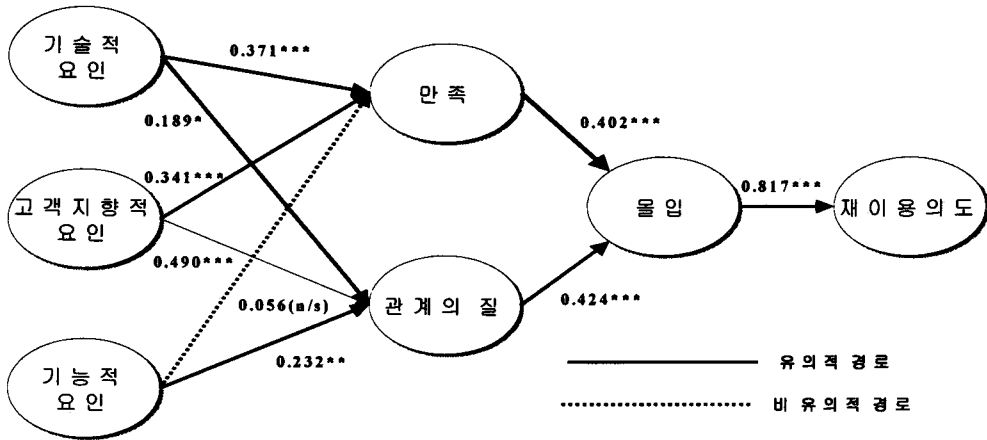 기술적
요인
0.371***
만족
0.189*
0.402***
고객지향적
요인
0.341***
몰입
0.817***
재이용의도
0.490***
관계의 질
0.056(n/s)
0.424***
기능적
요인
0.232**
유의적 경로
비 유의적 경로